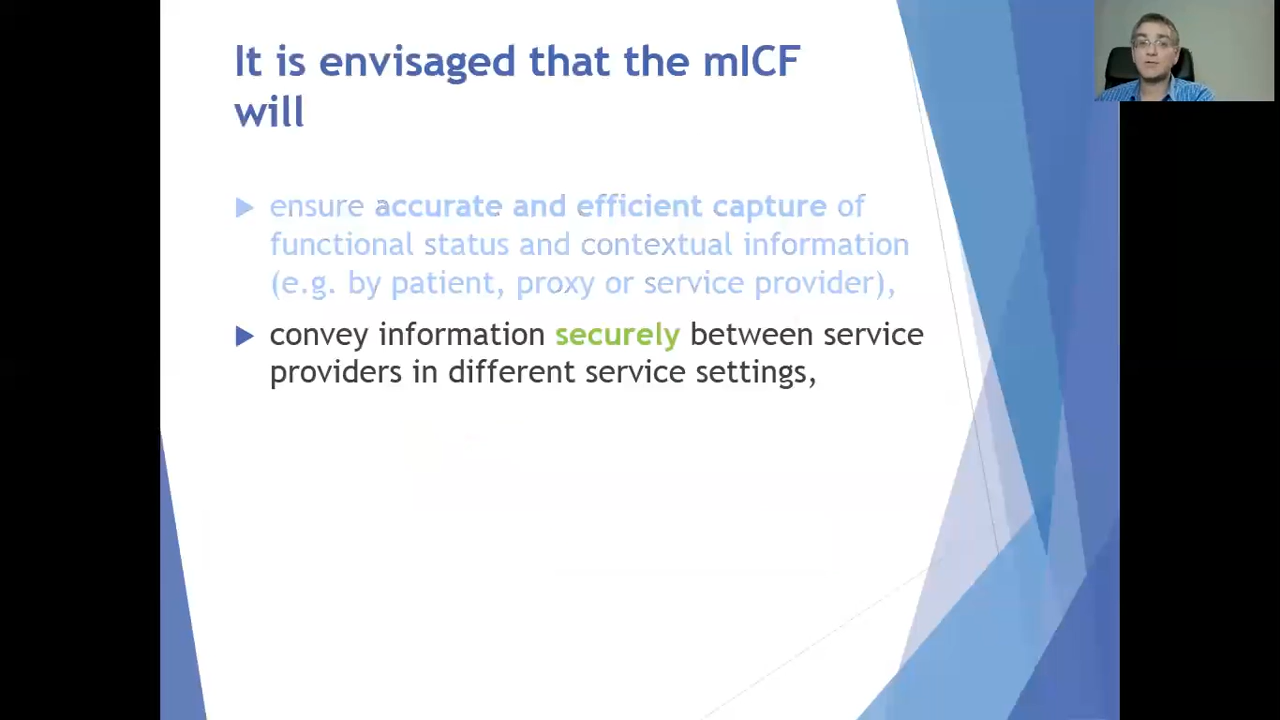 It is envisaged that the mICF
will
ensure accurate and efficient capture of
functional status and contextual information
(e.g. by patient, proxy or service provider),
convey information securely between service
providers in different service settings,